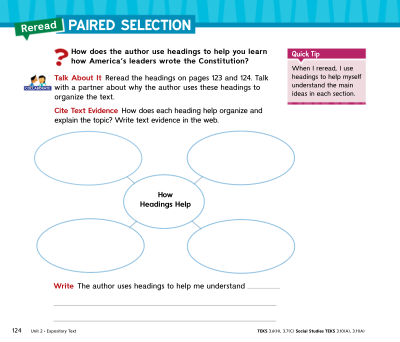 Reread PAIRED SELECTION
? How does the author use headings to help you learn
how America's leaders wrote the Constitution?
Quick Tip
When I reread, I use
headings to help myself
understand the main
ideas in each section.
COLLABORATE
Talk About It Reread the headings on pages 123 and 124. Talk
with a partner about why the author uses these headings to
organize the text.
Cite Text Evidence How does each heading help organize and
explain the topic? Write text evidence in the web.
How
Headings Help
Write The author uses headings to help me understand
124 Unit 2 • Expository Text
TEKS 3.6(H), 3.7(C) Social Studies TEKS 3.10(A), 3.11(A)